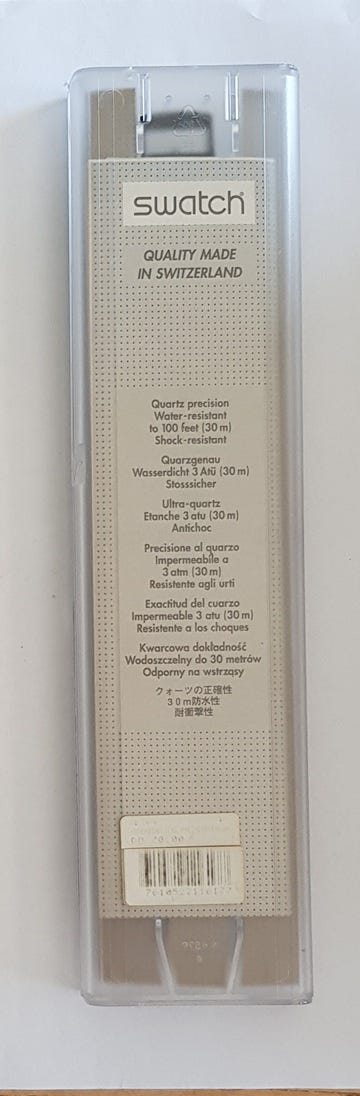 swatch®
QUALITY MADE
IN SWITZERLAND
Quartz precision
Water-resistant
to 100 feet (30 m)
Shock-resistant
Quarzgenau
Wasserdicht 3 Atü (30 m)
Stosssicher
Ultra-quartz
Etanche 3 atu (30 m)
Antichoc
Precisione al quarzo
Impermeabile a
3 atm (30 m)
Resistente agli urti
Exactitud del cuarzo
Impermeable 3 atu (30 m)
Resistente a los choques
Kwarcowa dokładność
Wodoszczelny do 30 metrów
Odporny na wstrząsy
クォーツの正確性
30m防水性
耐衝撃性